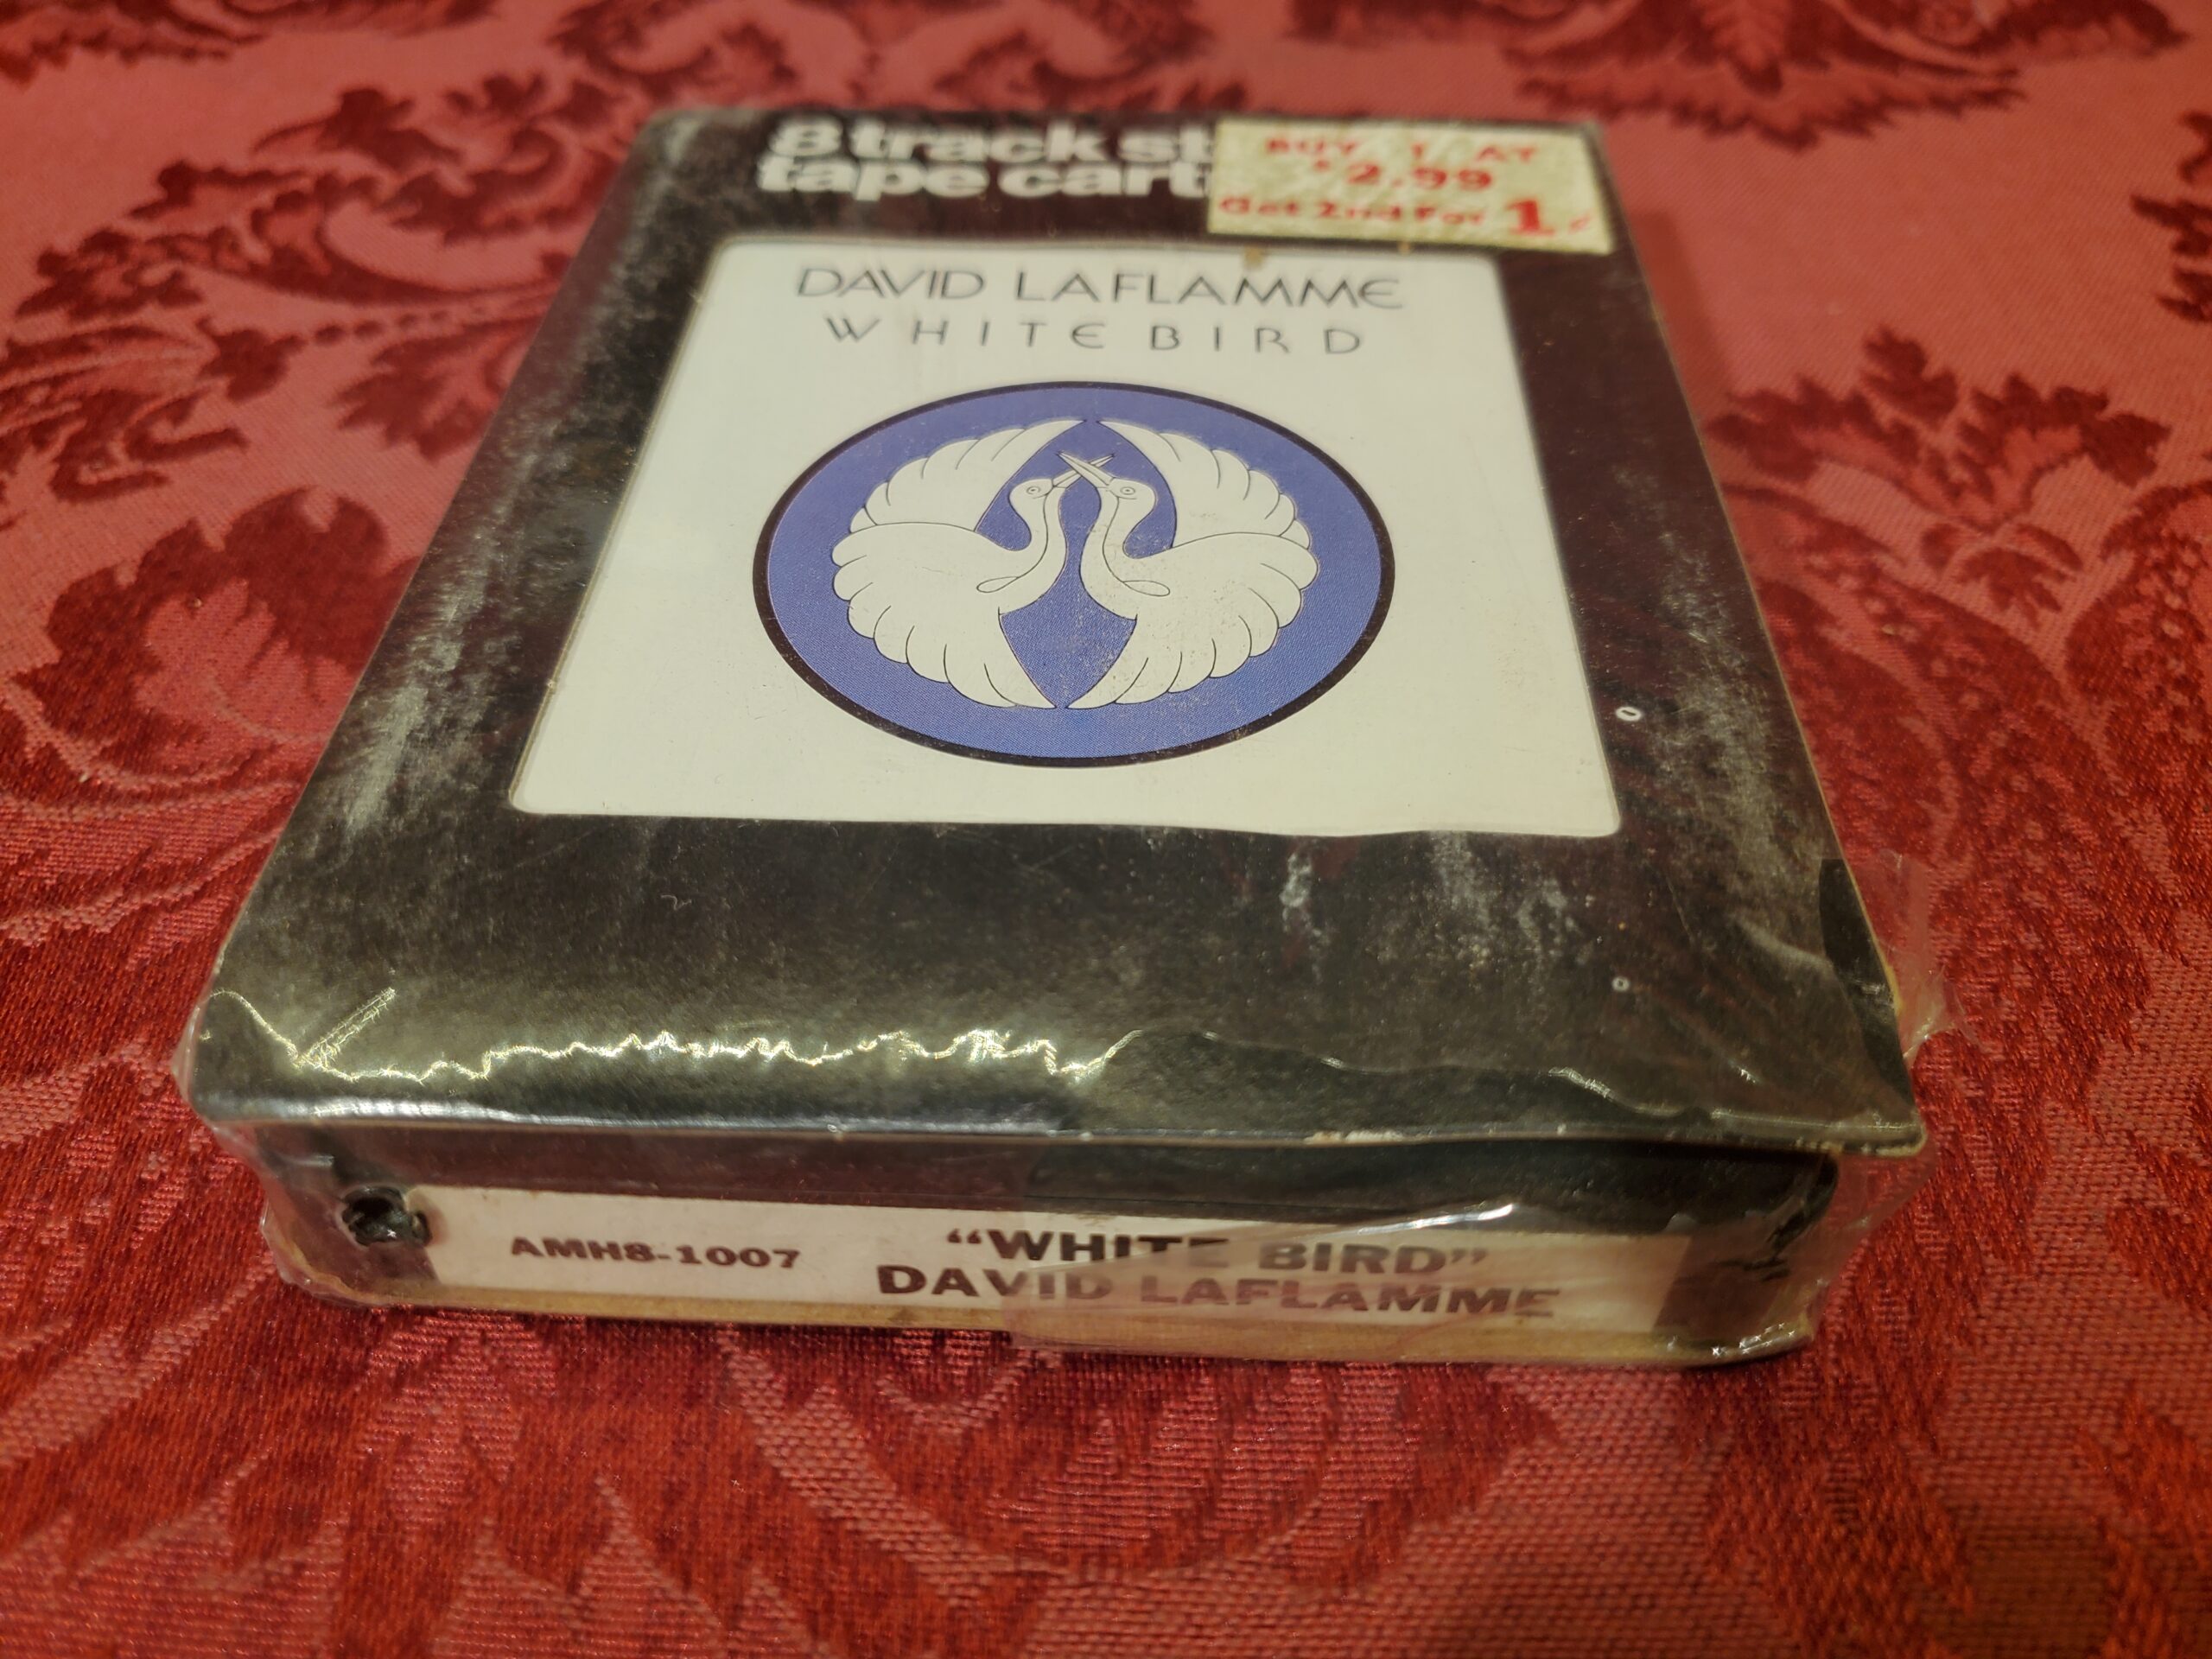 8 track st
tape cart
BUY 1 AT
$2.99
Get 2nd For 1¢
DAVID LAFLAMME
WHITE BIRD
AMH8-1007
"WHITE BIRD"
DAVID LAFLAMME